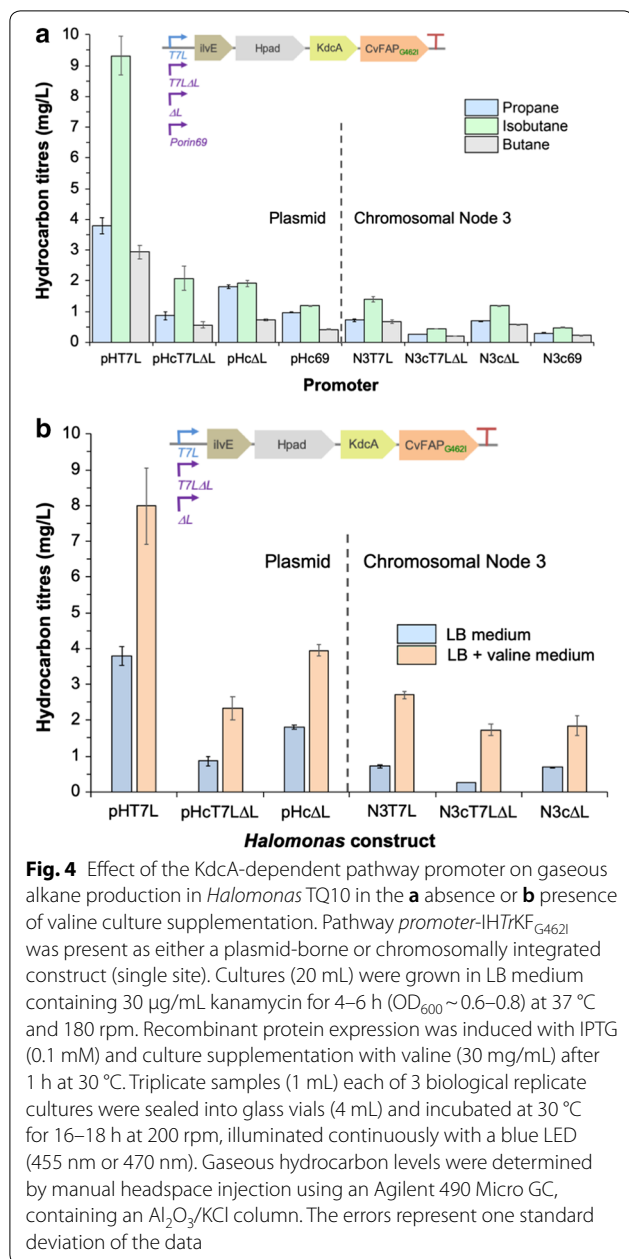 a
10
9
8
7
6
5
4
3
2
1
0
Hydrocarbon titres (mg/L)
ilvE Hpad KdcA CvFAPG462I
T7L
T7LΔL
ΔL
Porin69
Propane
Isobutane
Butane
Plasmid Chromosomal Node 3
pHT7L pHcT7LΔL pHcΔL pHc69 N3T7L N3cT7LΔL N3cΔL N3c69
Promoter
b
10
9
8
7
6
5
4
3
2
1
0
Hydrocarbon titres (mg/L)
ilvE Hpad KdcA CvFAPG462I
T7L
T7LΔL
ΔL
Plasmid Chromosomal Node 3
LB medium
LB + valine medium
pHT7L pHcT7LΔL pHcΔL N3T7L N3cT7LΔL N3cΔL
Halomonas construct
Fig. 4 Effect of the KdcA-dependent pathway promoter on gaseous
alkane production in Halomonas TQ10 in the a absence or b presence
of valine culture supplementation. Pathway promoter-IHTrKFG462I
was present as either a plasmid-borne or chromosomally integrated
construct (single site). Cultures (20 mL) were grown in LB medium
containing 30 μg/mL kanamycin for 4–6 h (OD600 ~ 0.6–0.8) at 37 °C
and 180 rpm. Recombinant protein expression was induced with IPTG
(0.1 mM) and culture supplementation with valine (30 mg/mL) after
1 h at 30 °C. Triplicate samples (1 mL) each of 3 biological replicate
cultures were sealed into glass vials (4 mL) and incubated at 30 °C
for 16–18 h at 200 rpm, illuminated continuously with a blue LED
(455 nm or 470 nm). Gaseous hydrocarbon levels were determined
by manual headspace injection using an Agilent 490 Micro GC,
containing an Al2O3/KCl column. The errors represent one standard
deviation of the data